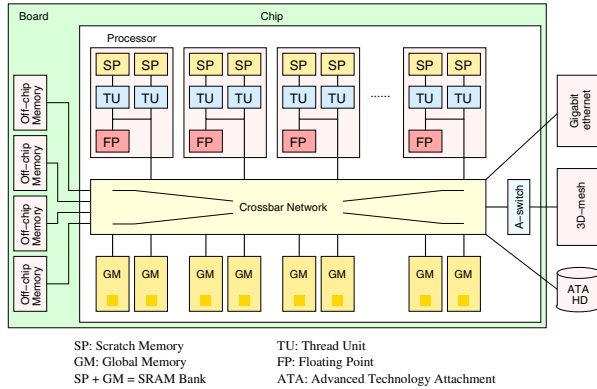 Board
Chip
Processor
SP SP SP SP SP SP SP SP
TU TU TU TU TU TU ...... TU TU
FP FP FP FP
Off−chip
Memory
Off−chip
Memory
Off−chip
Memory
Off−chip
Memory
Crossbar Network
A−switch
Gigabit
ethernet
3D−mesh
ATA
HD
GM GM GM GM GM GM GM GM
SP: Scratch Memory
TU: Thread Unit
GM: Global Memory
FP: Floating Point
SP + GM = SRAM Bank
ATA: Advanced Technology Attachment